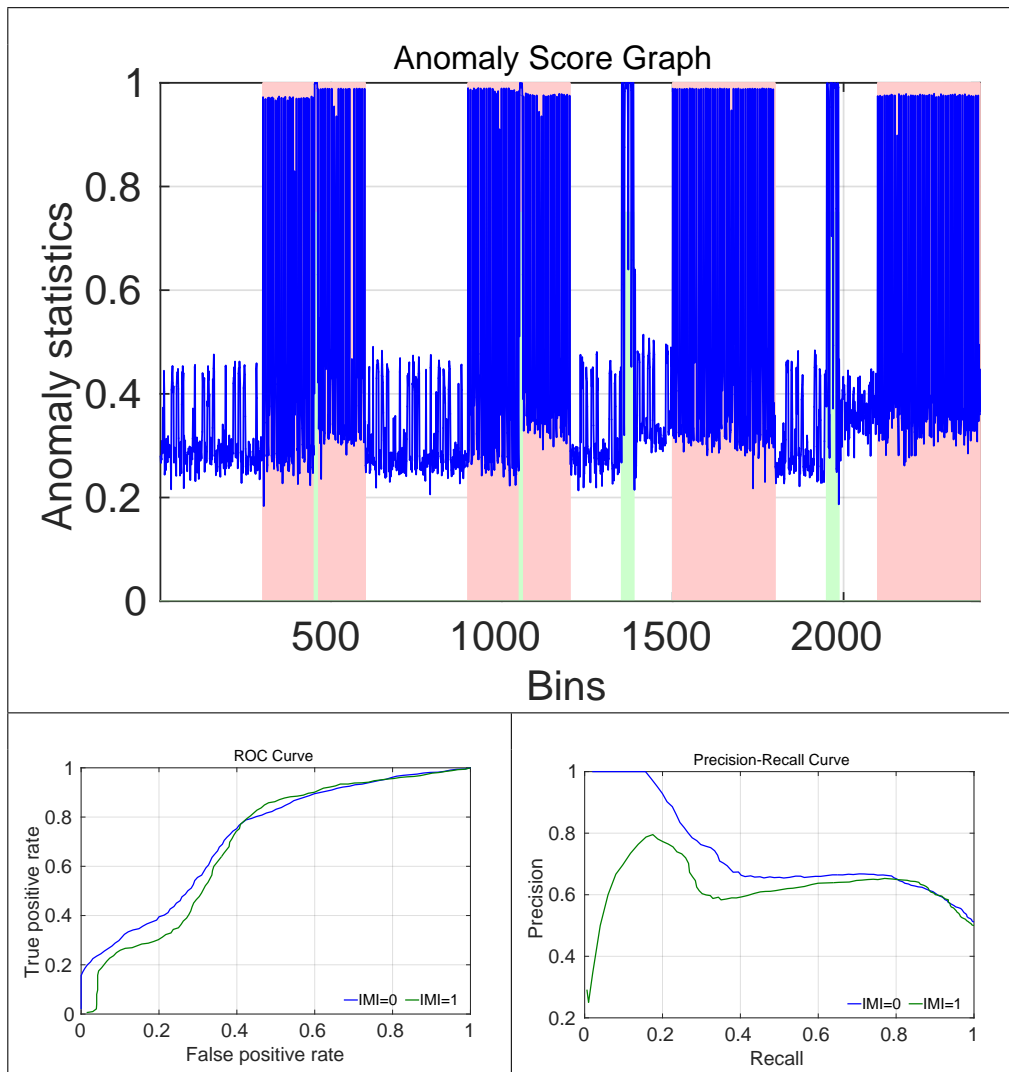 Anomaly Score Graph
1
0.8
0.6
0.4
0.2
0
Anomaly statistics
500 1000 1500 2000
Bins
ROC Curve
1
0.8
0.6
0.4
0.2
0
True positive rate
IMI=0 IMI=1
0 0.2 0.4 0.6 0.8 1
False positive rate
Precision-Recall Curve
1
0.8
0.6
0.4
0.2
Precision
IMI=0 IMI=1
0 0.2 0.4 0.6 0.8 1
Recall